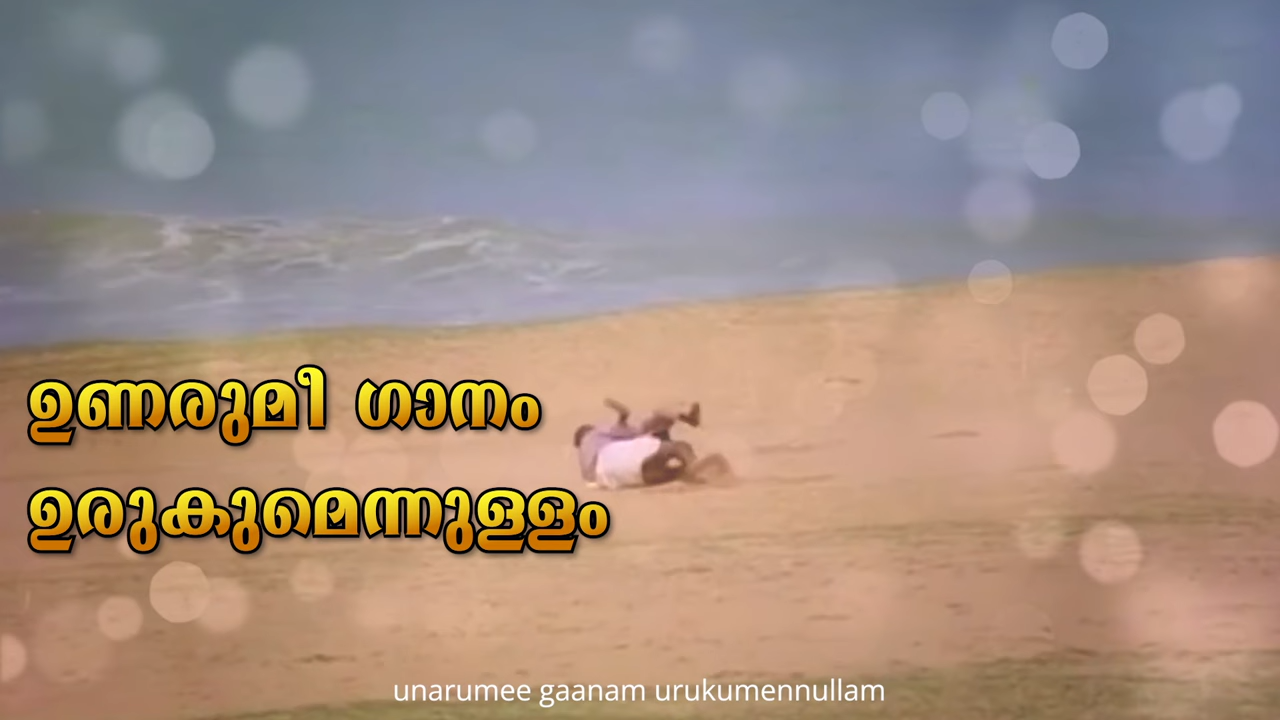 ഉണരുമീ ഗാനം
ഉരുകുമെന്നുള്ളം
unarumee gaanam urukumennullam